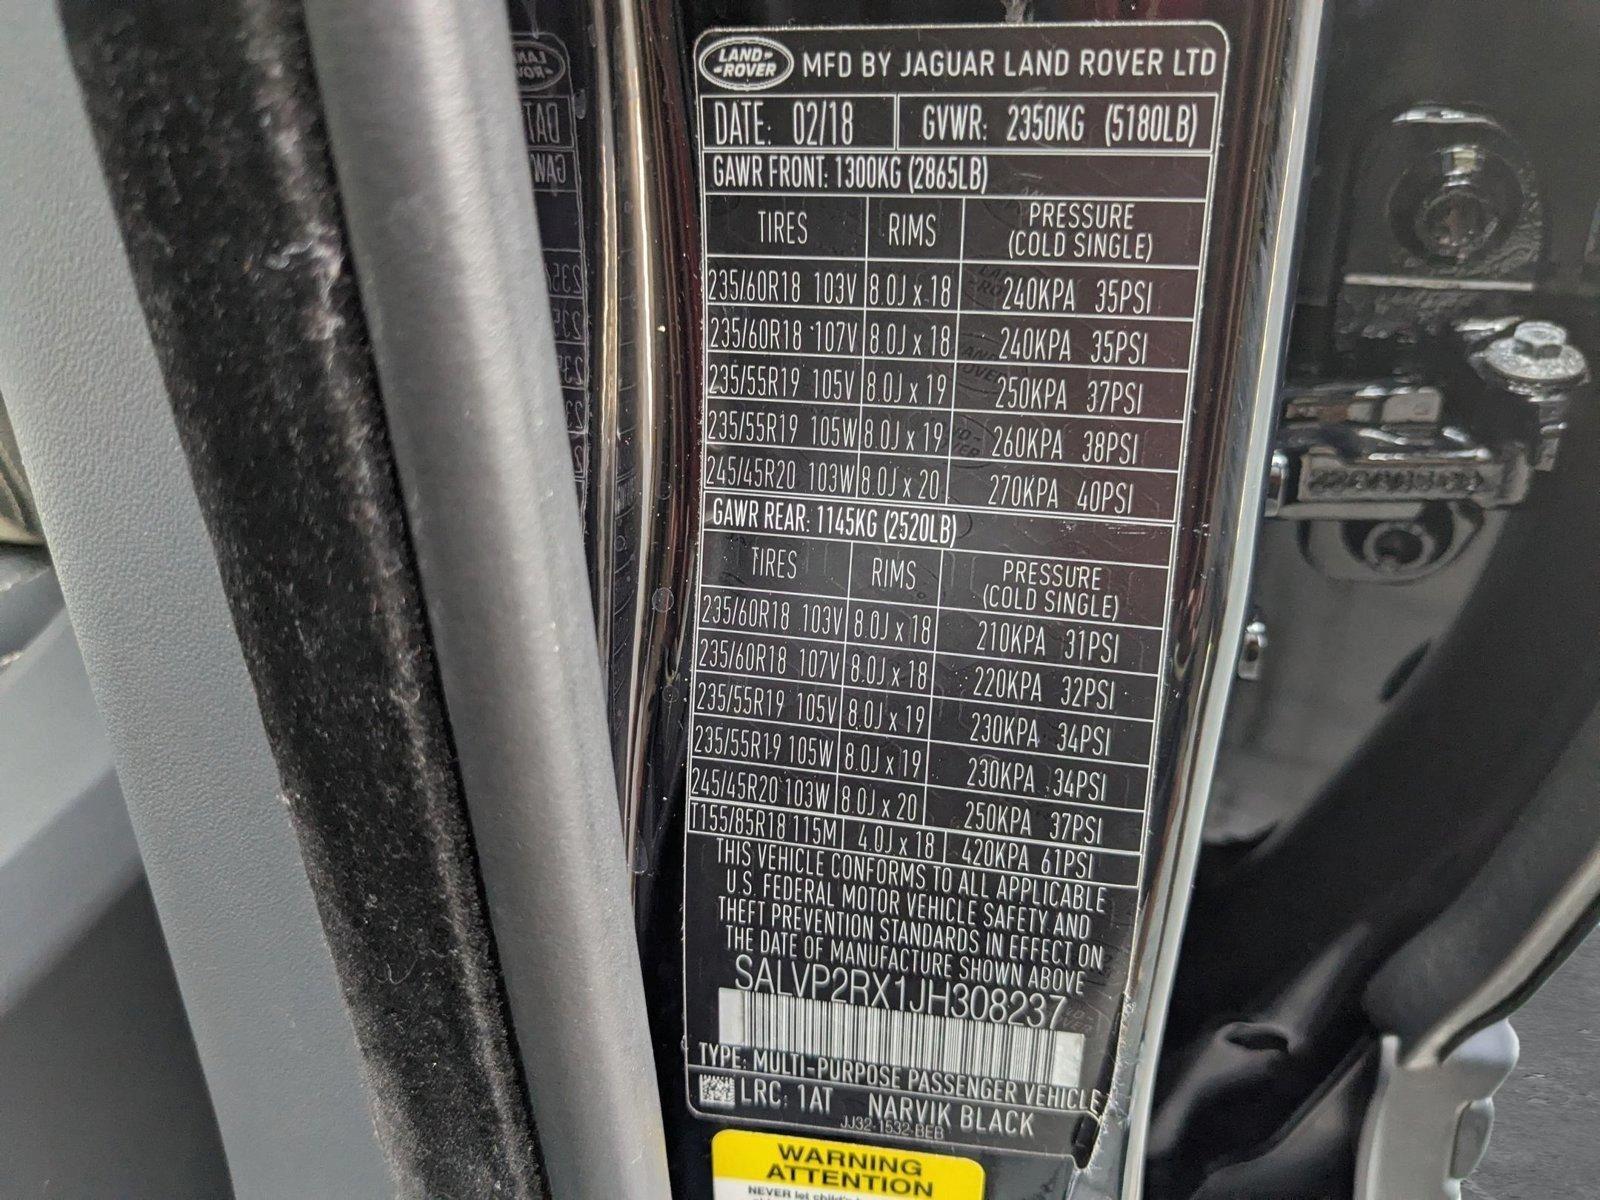 LAND-
-ROVER
MFD BY JAGUAR LAND ROVER LTD
DATE: 02/18 GVWR: 2350KG (5180LB)
GAWR FRONT: 1300KG (2865LB)
TIRES RIMS PRESSURE
(COLD SINGLE)
235/60R18 103V 8.0J x 18 240KPA 35PSI
235/60R18 107V 8.0J x 18 240KPA 35PSI
235/55R19 105V 8.0J x 19 250KPA 37PSI
235/55R19 105W 8.0J x 19 260KPA 38PSI
245/45R20 103W 8.0J x 20 270KPA 40PSI
GAWR REAR: 1145KG (2520LB)
TIRES RIMS PRESSURE
(COLD SINGLE)
235/60R18 103V 8.0J x 18 210KPA 31PSI
235/60R18 107V 8.0J x 18 220KPA 32PSI
235/55R19 105V 8.0J x 19 230KPA 34PSI
235/55R19 105W 8.0J x 19 230KPA 34PSI
245/45R20 103W 8.0J x 20 250KPA 37PSI
T155/85R18 115M 4.0J x 18 420KPA 61PSI
THIS VEHICLE CONFORMS TO ALL APPLICABLE
U.S. FEDERAL MOTOR VEHICLE SAFETY AND
THEFT PREVENTION STANDARDS IN EFFECT ON
THE DATE OF MANUFACTURE SHOWN ABOVE
SALVP2RX1JH308237
TYPE: MULTI-PURPOSE PASSENGER VEHICLE
LRC: 1AT NARVIK BLACK
JJ32-1532-BEB
WARNING
ATTENTION
NEVER let child's